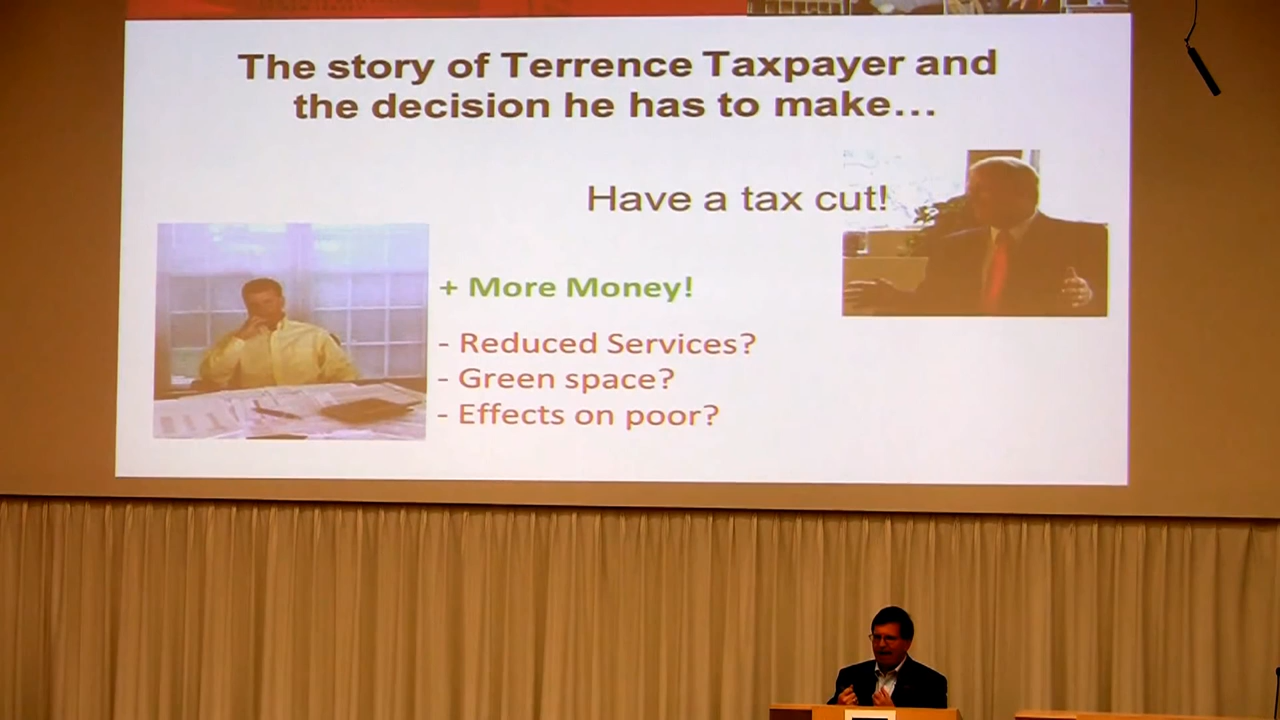 The story of Terrence Taxpayer and
the decision he has to make...
Have a tax cut!
+ More Money!
- Reduced Services?
- Green space?
- Effects on poor?